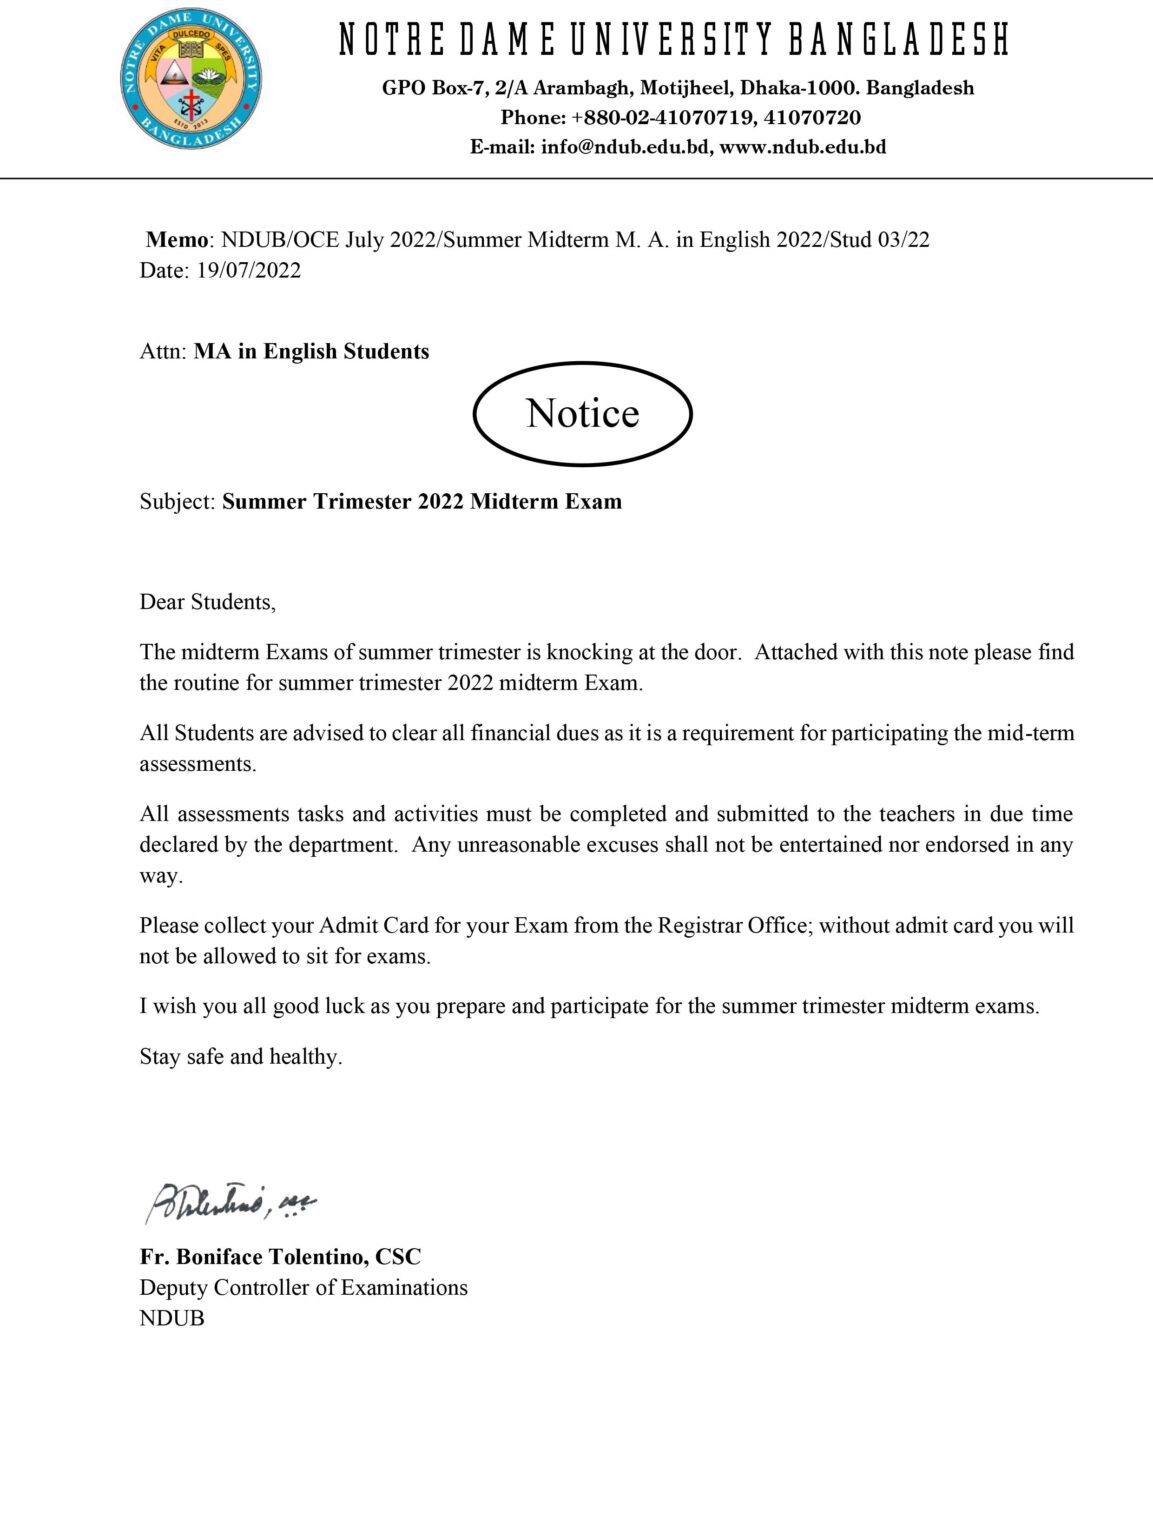 NOTRE DAME UNIVERSITY BANGLADESH
GPO Box-7, 2/A Arambagh, Motijheel, Dhaka-1000. Bangladesh
Phone: +880-02-41070719, 41070720
E-mail: info@ndub.edu.bd, www.ndub.edu.bd
NOTRE DAME UNIVERSITY
BANGLADESH
VITA DULCEDO SPES
ESTD 2013
Memo: NDUB/OCE July 2022/Summer Midterm M. A. in English 2022/Stud 03/22
Date: 19/07/2022
Attn: MA in English Students
Notice
Subject: Summer Trimester 2022 Midterm Exam
Dear Students,
The midterm Exams of summer trimester is knocking at the door.  Attached with this note please find
the routine for summer trimester 2022 midterm Exam.
All Students are advised to clear all financial dues as it is a requirement for participating the mid-term
assessments.
All assessments tasks and activities must be completed and submitted to the teachers in due time
declared by the department.  Any unreasonable excuses shall not be entertained nor endorsed in any
way.
Please collect your Admit Card for your Exam from the Registrar Office; without admit card you will
not be allowed to sit for exams.
I wish you all good luck as you prepare and participate for the summer trimester midterm exams.
Stay safe and healthy.
BTolentino, csc
Fr. Boniface Tolentino, CSC
Deputy Controller of Examinations
NDUB